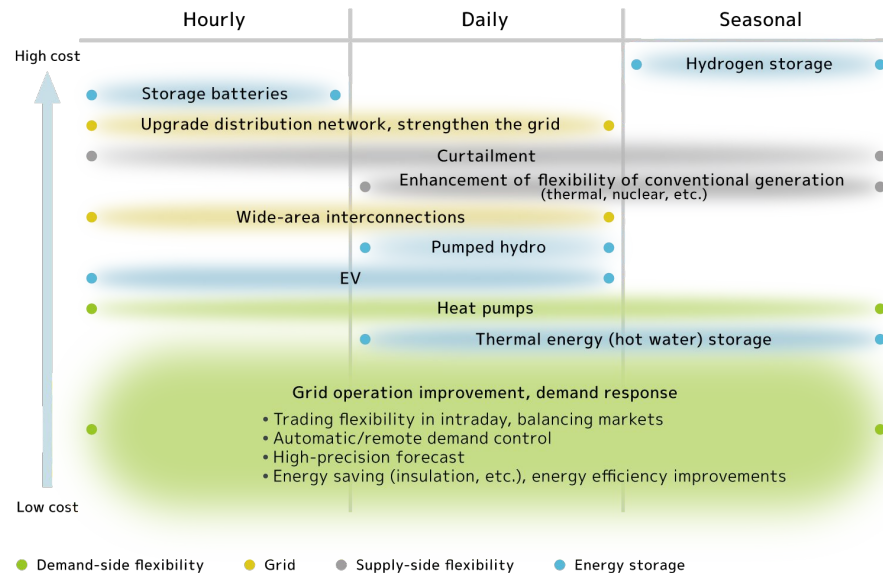 Hourly
Daily
Seasonal
High cost
Hydrogen storage
Storage batteries
Upgrade distribution network, strengthen the grid
Curtailment
Enhancement of flexibility of conventional generation
(thermal, nuclear, etc.)
Wide-area interconnections
Pumped hydro
EV
Heat pumps
Thermal energy (hot water) storage
Grid operation improvement, demand response
• Trading flexibility in intraday, balancing markets
• Automatic/remote demand control
• High-precision forecast
• Energy saving (insulation, etc.), energy efficiency improvements
Low cost
Demand-side flexibility
Grid
Supply-side flexibility
Energy storage